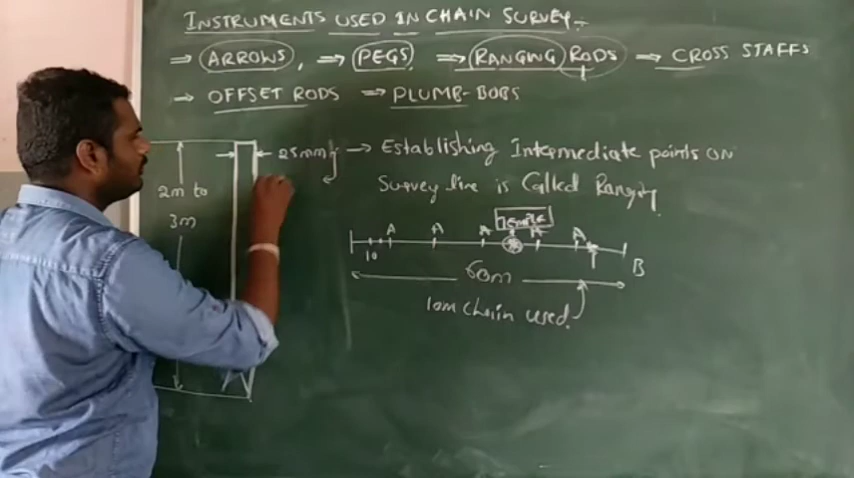 INSTRUMENTS USED IN CHAIN SURVEY.
⇒ ARROWS, ⇒ PEGS ⇒ RANGING RODS → CROSS STAFFS
→ OFFSET RODS ⇒ PLUMB-BOBS
25mm → Establishing Intermediate points on
2m to
3m
Survey line is Called Ranging
Temple
A A A A A
10
B
60m
10m chain used.